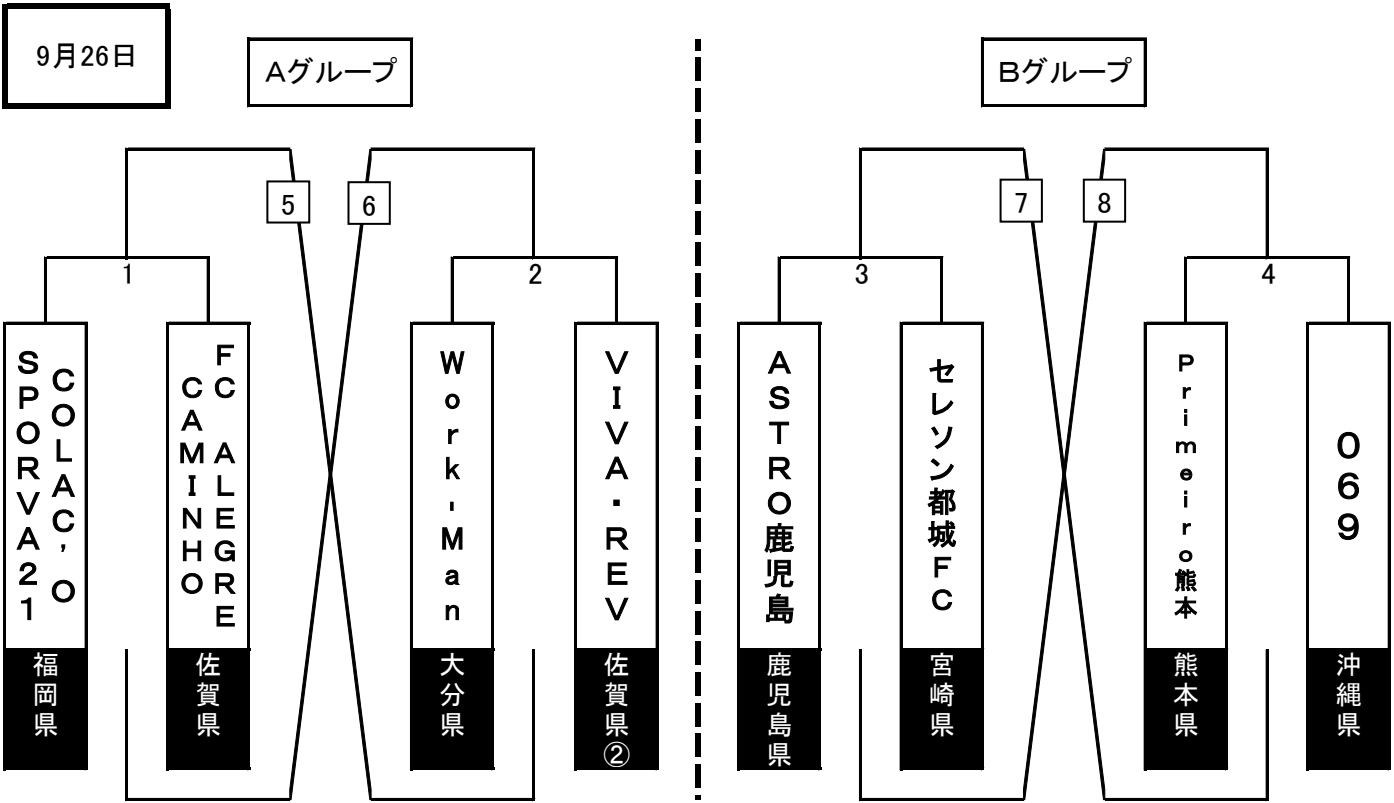 9月26日
Aグループ
Bグループ
5
6
7
8
1
2
3
4
COLAC’O
SPORVA21
FC ALEGRE
CAMINHO
Work-Man
VIVA・REV
ASTRO鹿児島
セレソン都城FC
Primeiro熊本
069
福岡県
佐賀県
大分県
佐賀県②
鹿児島県
宮崎県
熊本県
沖縄県